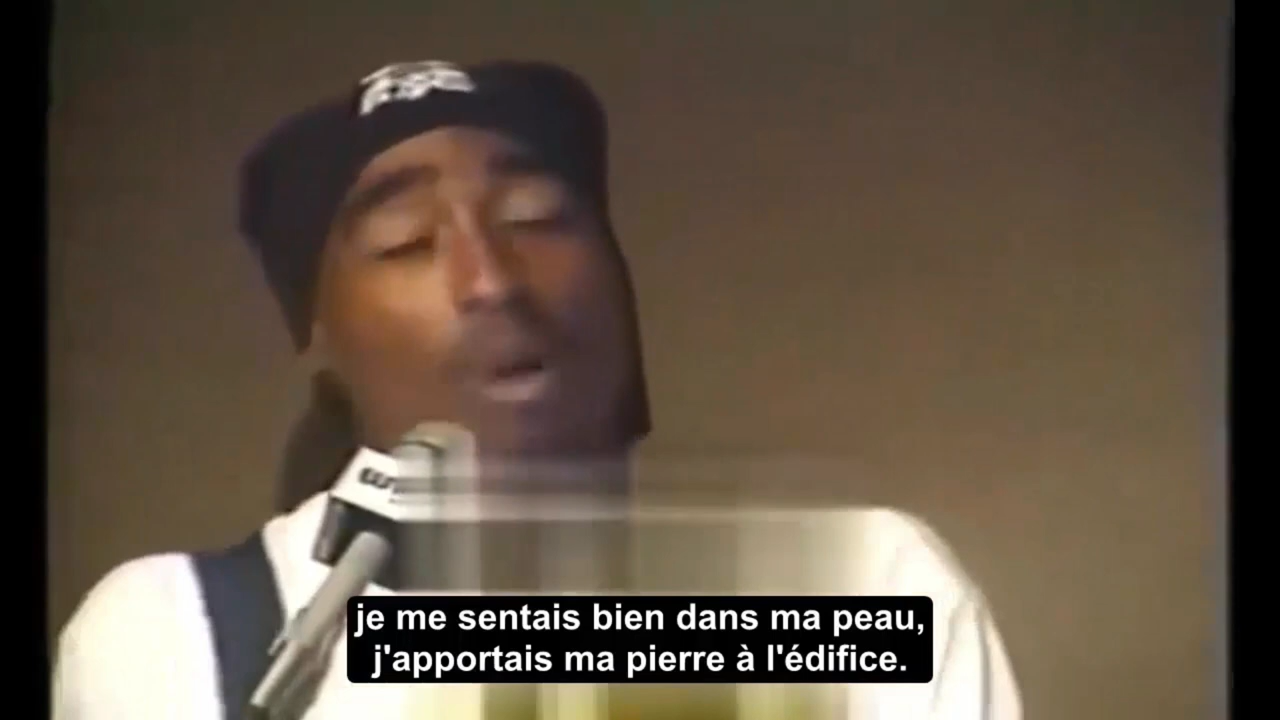 je me sentais bien dans ma peau,
j'apportais ma pierre à l'édifice.